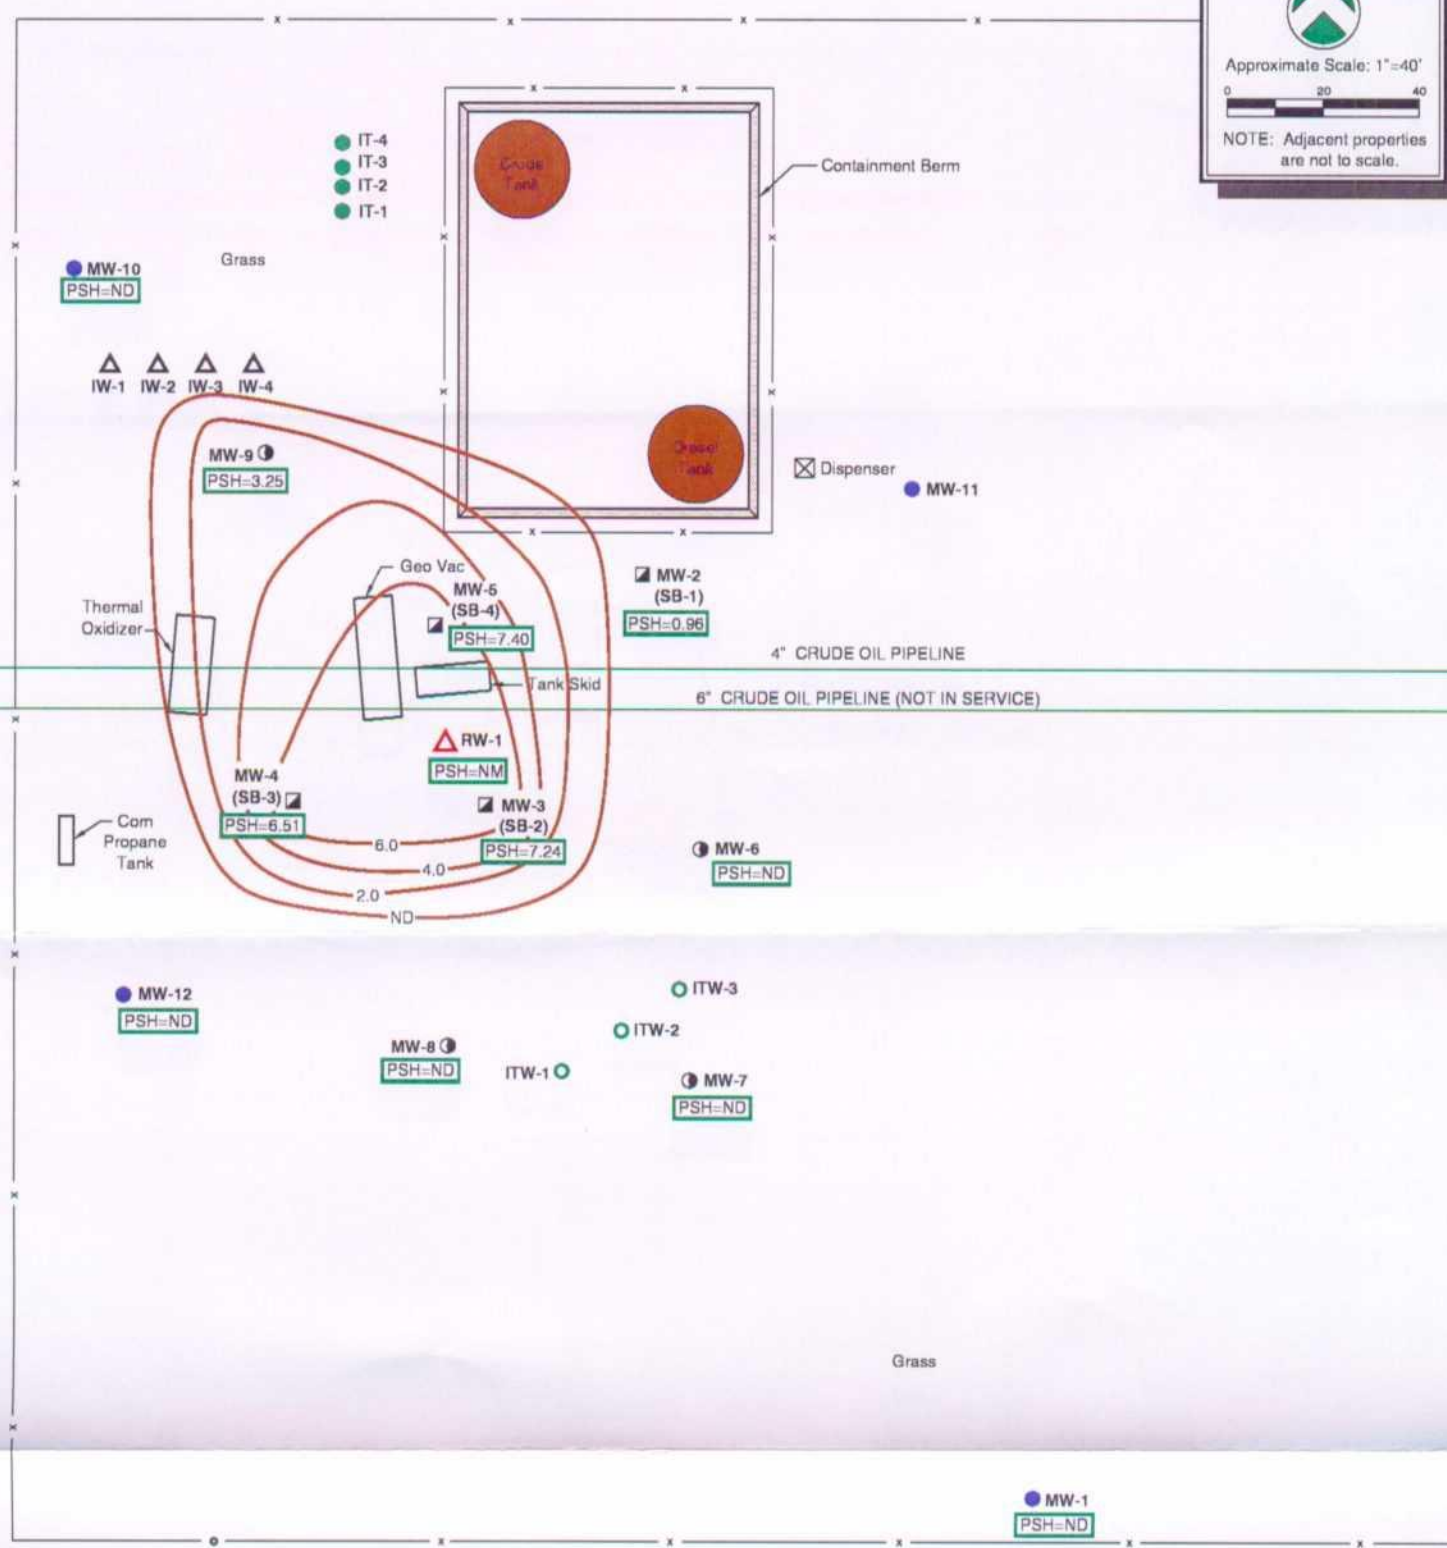 Approximate Scale: 1"=40'
0 20 40
NOTE: Adjacent properties
are not to scale.
IT-4
IT-3
IT-2
IT-1
Crude
Tank
Containment Berm
Grass
MW-10
PSH=ND
IW-1 IW-2 IW-3 IW-4
MW-9
PSH=3.25
Diesel
Tank
Dispenser
MW-11
Geo Vac
MW-5
(SB-4)
PSH=7.40
MW-2
(SB-1)
PSH=0.96
Thermal
Oxidizer
4" CRUDE OIL PIPELINE
Tank Skid
6" CRUDE OIL PIPELINE (NOT IN SERVICE)
RW-1
PSH=NM
MW-4
(SB-3)
PSH=6.51
MW-3
(SB-2)
PSH=7.24
Com
Propane
Tank
6.0
4.0
2.0
ND
MW-6
PSH=ND
MW-12
PSH=ND
ITW-3
ITW-2
ITW-1
MW-8
PSH=ND
MW-7
PSH=ND
Grass
MW-1
PSH=ND